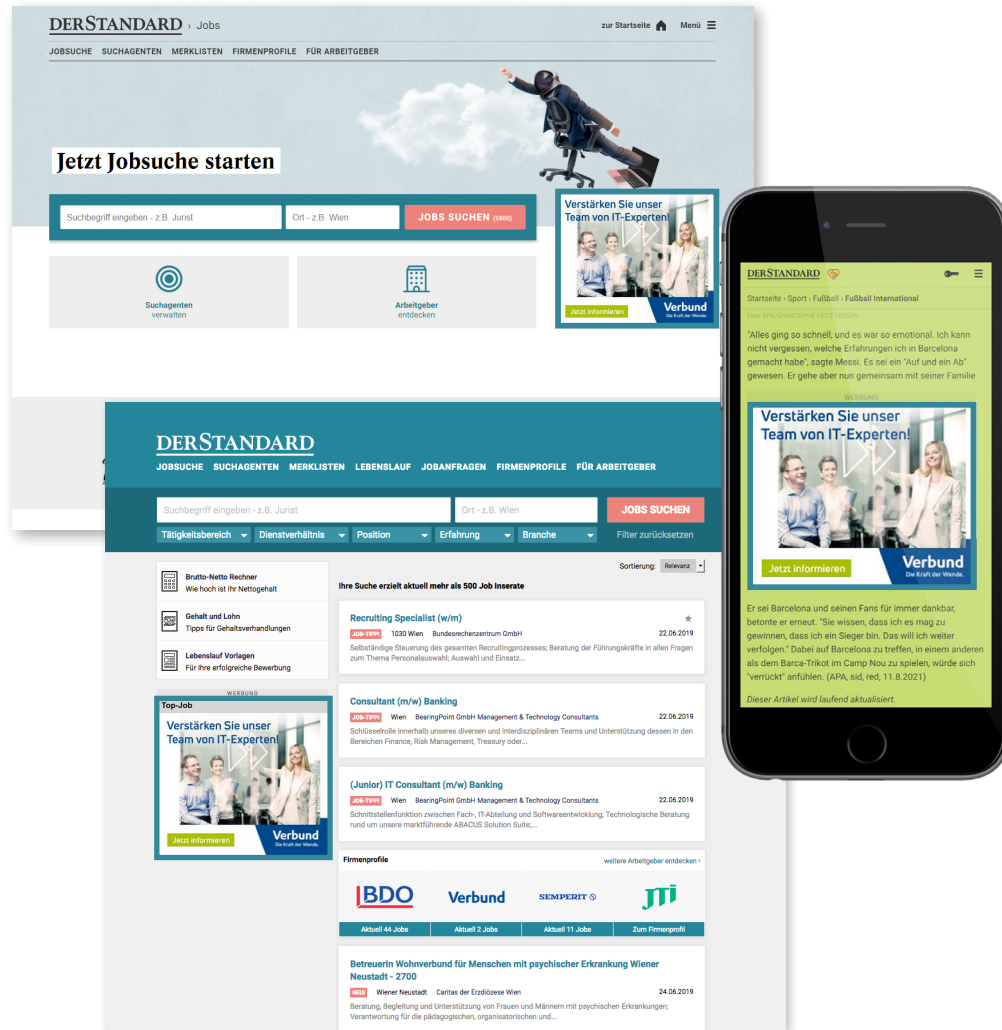 DERSTANDARD › Jobs
zur Startseite
Menü
JOBSUCHE SUCHAGENTEN MERKLISTEN FIRMENPROFILE FÜR ARBEITGEBER
Jetzt Jobsuche starten
Suchbegriff eingeben - z.B. Jurist
Ort - z.B. Wien
JOBS SUCHEN (5800)
Suchagenten
verwalten
Arbeitgeber
entdecken
Verstärken Sie unser
Team von IT-Experten!
Jetzt informieren
Verbund
Die Kraft der Wende.
DERSTANDARD
JOBSUCHE SUCHAGENTEN MERKLISTEN LEBENSLAUF JOBANFRAGEN FIRMENPROFILE FÜR ARBEITGEBER
Suchbegriff eingeben - z.B. Jurist
Ort - z.B. Wien
JOBS SUCHEN
Tätigkeitsbereich
Dienstverhältnis
Position
Erfahrung
Branche
Filter zurücksetzen
Sortierung: Relevanz
Brutto-Netto Rechner
Wie hoch ist Ihr Nettogehalt
Gehalt und Lohn
Tipps für Gehaltsverhandlungen
Lebenslauf Vorlagen
Für Ihre erfolgreiche Bewerbung
WERBUNG
Top-Job
Verstärken Sie unser
Team von IT-Experten!
Jetzt informieren
Verbund
Die Kraft der Wende.
Ihre Suche erzielt aktuell mehr als 500 Job Inserate
Recruiting Specialist (w/m)
JOB-TIPP! 1030 Wien Bundesrechenzentrum GmbH 22.06.2019
Selbständige Steuerung des gesamten Recruitingprozesses; Beratung der Führungskräfte in allen Fragen
zum Thema Personalauswahl; Auswahl und Einsatz...
Consultant (m/w) Banking
JOB-TIPP! Wien BearingPoint GmbH Management & Technology Consultants 22.06.2019
Schlüsselrolle innerhalb unseres diversen und interdisziplinären Teams und Unterstützung dessen in den
Bereichen Finance, Risk Management, Treasury oder...
(Junior) IT Consultant (m/w) Banking
JOB-TIPP! Wien BearingPoint GmbH Management & Technology Consultants 22.06.2019
Schnittstellenfunktion zwischen Fach-, IT-Abteilung und Softwareentwicklung; Technologische Beratung
rund um unsere marktführende ABACUS Solution Suite;...
Firmenprofile
weitere Arbeitgeber entdecken ›
BDO
Verbund
SEMPERIT
JTi
Aktuell 44 Jobs
Aktuell 2 Jobs
Aktuell 11 Jobs
Zum Firmenprofil
BetreuerIn Wohnverbund für Menschen mit psychischer Erkrankung Wiener
Neustadt - 2700
NEU! Wiener Neustadt Caritas der Erzdiözese Wien 24.06.2019
Beratung, Begleitung und Unterstützung von Frauen und Männern mit psychischen Erkrankungen;
Verantwortung für die pädagogischen, organisatorischen und...
DERSTANDARD
Startseite › Sport › Fußball › Fußball International
Foto: EPA/CHRISTOPHE PETIT TESSON
"Alles ging so schnell, und es war so emotional. Ich kann
nicht vergessen, welche Erfahrungen ich in Barcelona
gemacht habe", sagte Messi. Es sei ein "Auf und ein Ab"
gewesen. Er gehe aber nun gemeinsam mit seiner Familie
WERBUNG
Verstärken Sie unser
Team von IT-Experten!
Jetzt informieren
Verbund
Die Kraft der Wende.
Er sei Barcelona und seinen Fans für immer dankbar,
betonte er erneut. "Sie wissen, dass ich es mag zu
gewinnen, dass ich ein Sieger bin. Das will ich weiter
verfolgen." Dabei auf Barcelona zu treffen, in einem anderen
als dem Barca-Trikot im Camp Nou zu spielen, würde sich
"verrückt" anfühlen. (APA, sid, red, 11.8.2021)
Dieser Artikel wird laufend aktualisiert.